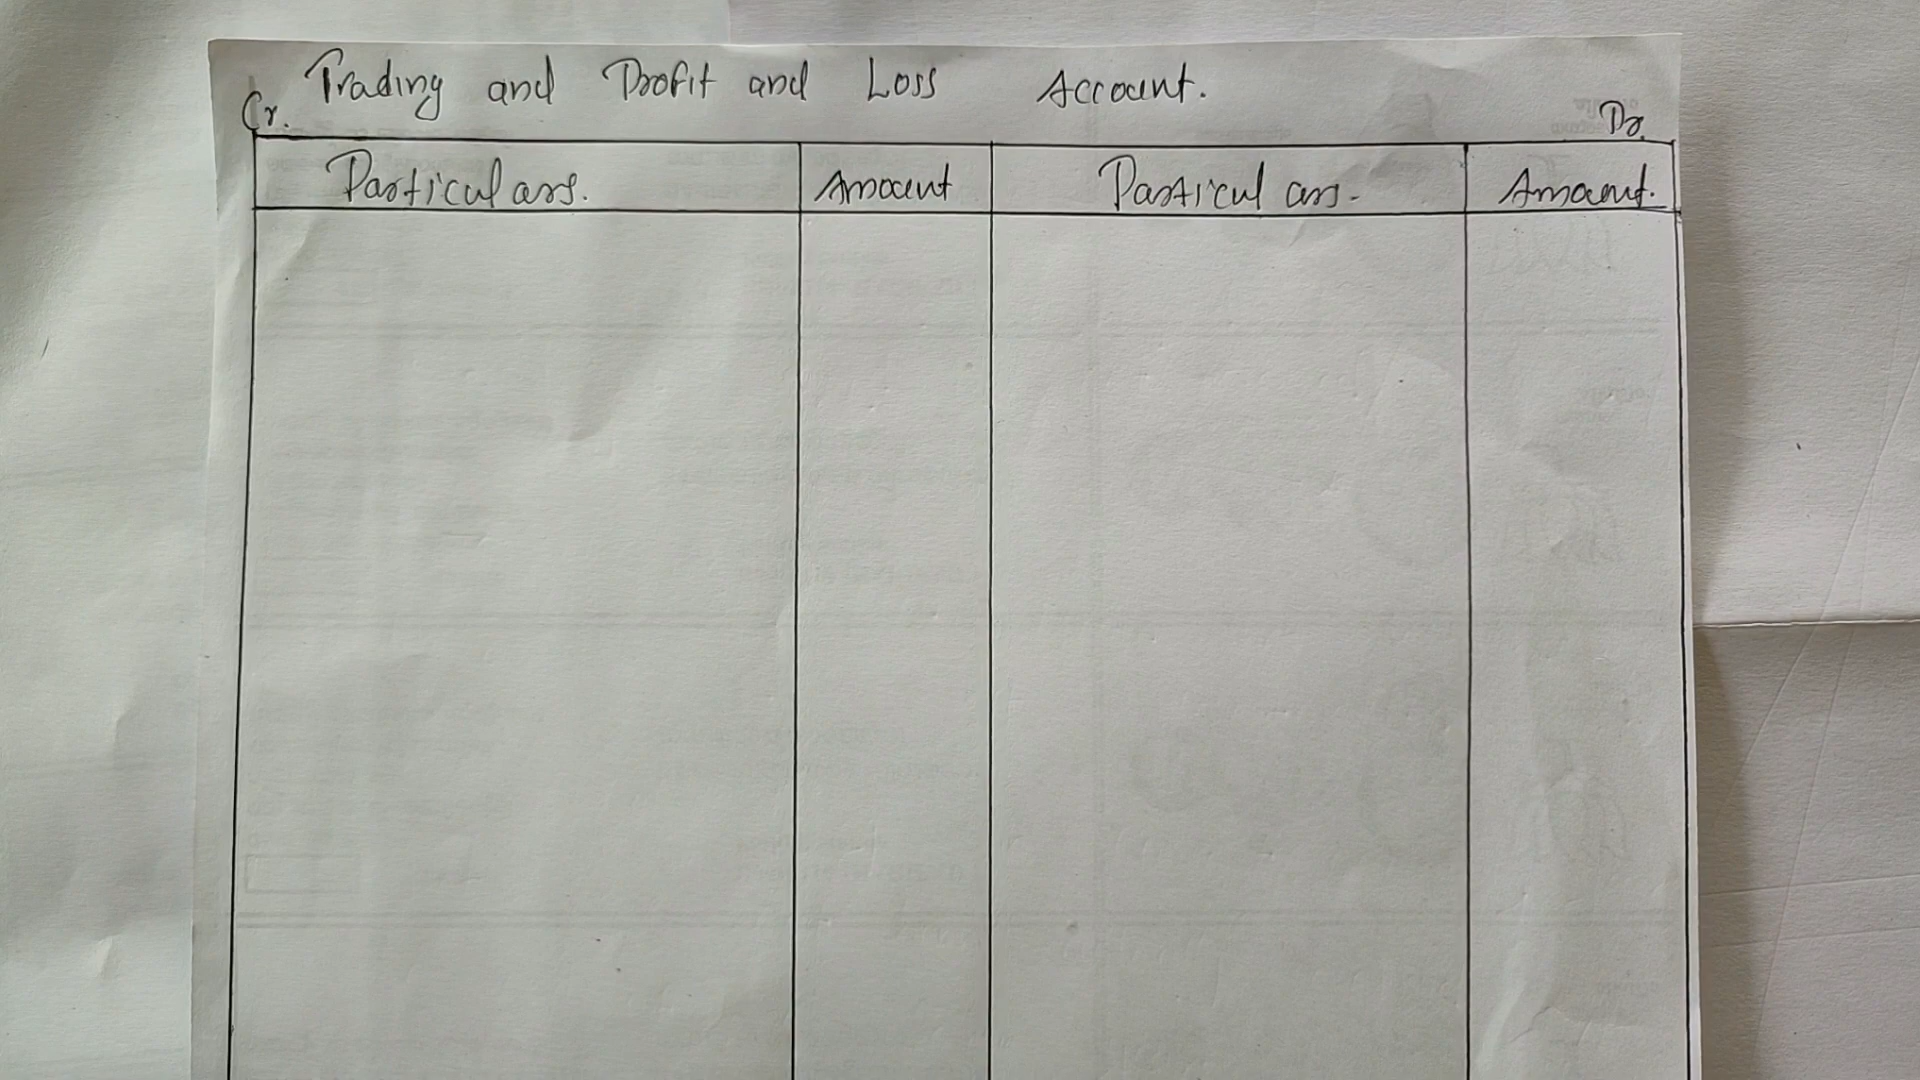 Trading and Profit and Loss Account.
Cr. Dr.
Particulars. Amount Particulars. Amount.